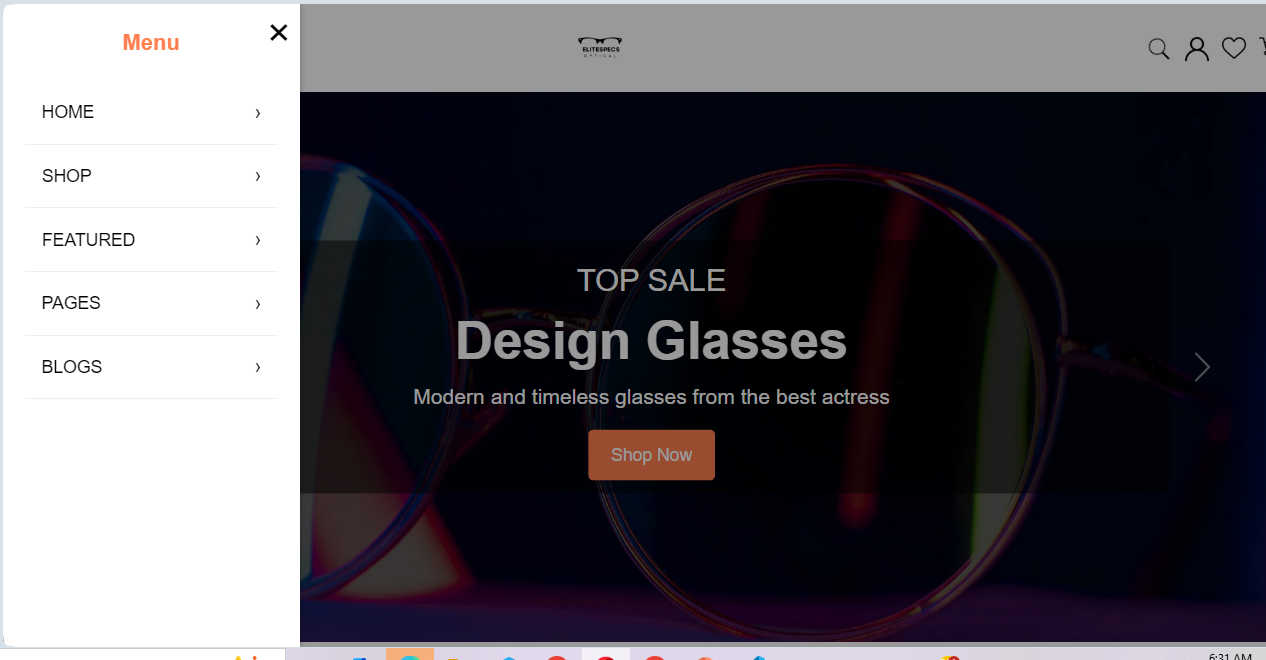 Menu
HOME
SHOP
FEATURED
PAGES
BLOGS
ELITESPECS
OPTICAL
TOP SALE
Design Glasses
Modern and timeless glasses from the best actress
Shop Now
6:31 AM